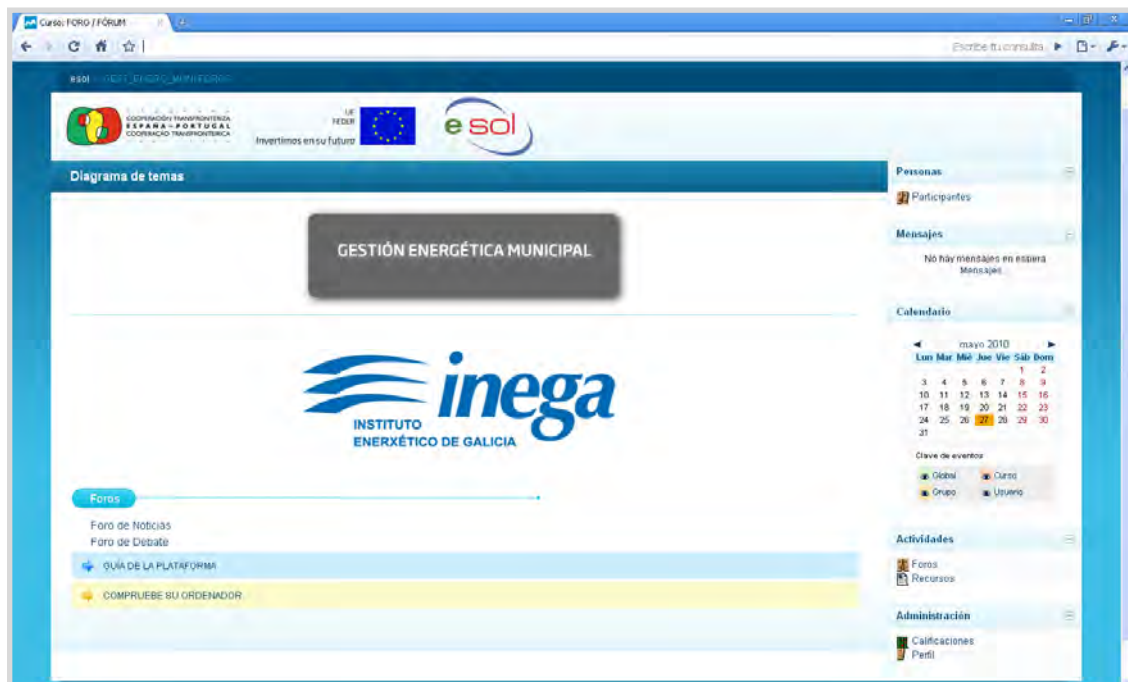 Curso: FORO / FÓRUM
Escribe tu consulta
esol
COOPERACIÓN TRANSFRONTERIZA
ESPAÑA - PORTUGAL
COOPERAÇÃO TRANSFRONTEIRIÇA
UE
FEDER
Invertimos en su futuro
e sol
Diagrama de temas
GESTIÓN ENERGÉTICA MUNICIPAL
inega
INSTITUTO
ENERXÉTICO DE GALICIA
Foros
Foro de Noticias
Foro de Debate
GUÍA DE LA PLATAFORMA
COMPRUEBE SU ORDENADOR
Personas
Participantes
Mensajes
No hay mensajes en espera
Mensajes
Calendario
mayo 2010
Lun Mar Mié Jue Vie Sáb Dom
1 2
3 4 5 6 7 8 9
10 11 12 13 14 15 16
17 18 19 20 21 22 23
24 25 26 27 28 29 30
31
Clave de eventos
Global Curso
Grupo Usuario
Actividades
Foros
Recursos
Administración
Calificaciones
Perfil